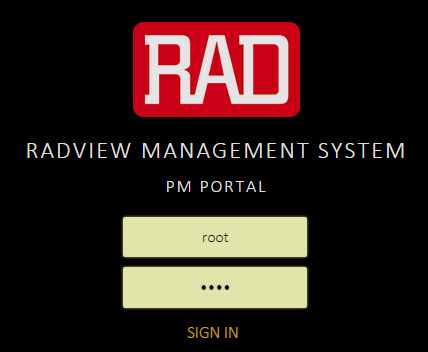 RAD
RADVIEW MANAGEMENT SYSTEM
PM PORTAL
root
••••
SIGN IN